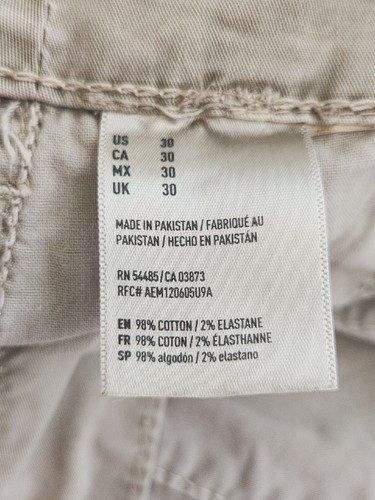 US 30
CA 30
MX 30
UK 30
MADE IN PAKISTAN / FABRIQUÉ AU
PAKISTAN / HECHO EN PAKISTÁN
RN 54485/CA 03873
RFC# AEM120605U9A
EN 98% COTTON / 2% ELASTANE
FR 98% COTON / 2% ÉLASTHANNE
SP 98% algodón / 2% elastano